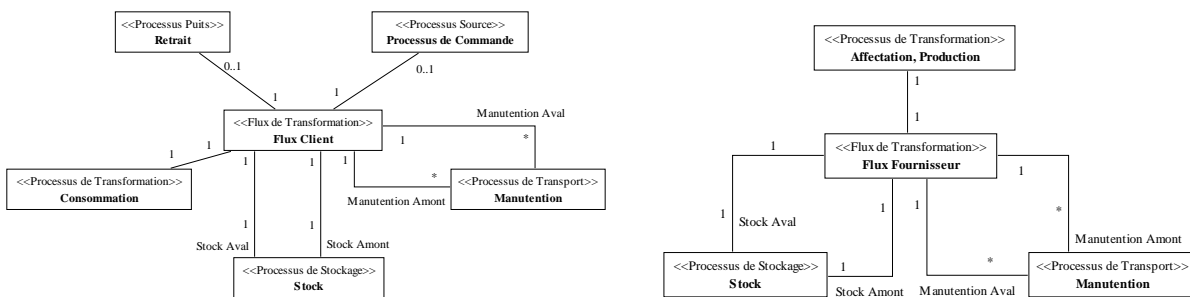 <<Processus Puits>>
Retrait
<<Processus Source>>
Processus de Commande
0..1
0..1
1
1
<<Flux de Transformation>>
Flux Client
Manutention Aval
1
*
1
1
<<Processus de Transformation>>
Consommation
1
1
1
*
Manutention Amont
<<Processus de Transport>>
Manutention
1
1
Stock Aval
Stock Amont
<<Processus de Stockage>>
Stock
<<Processus de Transformation>>
Affectation, Production
1
1
<<Flux de Transformation>>
Flux Fournisseur
1
1
1
1
1
1
*
Stock Aval
Manutention Amont
<<Processus de Stockage>>
Stock
1
Stock Amont
*
Manutention Aval
<<Processus de Transport>>
Manutention